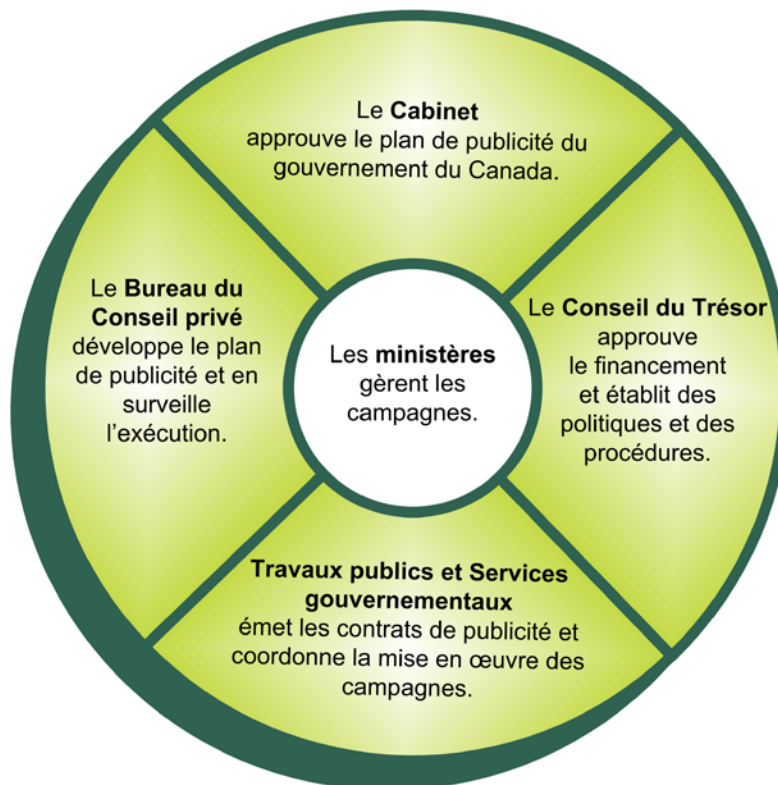 Le Cabinet
approuve le plan de publicité du
gouvernement du Canada.
Le Bureau du
Conseil privé
développe le plan
de publicité et en
surveille
l'exécution.
Les ministères
gèrent les
campagnes.
Le Conseil du Trésor
approuve
le financement
et établit des
politiques et des
procédures.
Travaux publics et Services
gouvernementaux
émet les contrats de publicité et
coordonne la mise en œuvre des
campagnes.